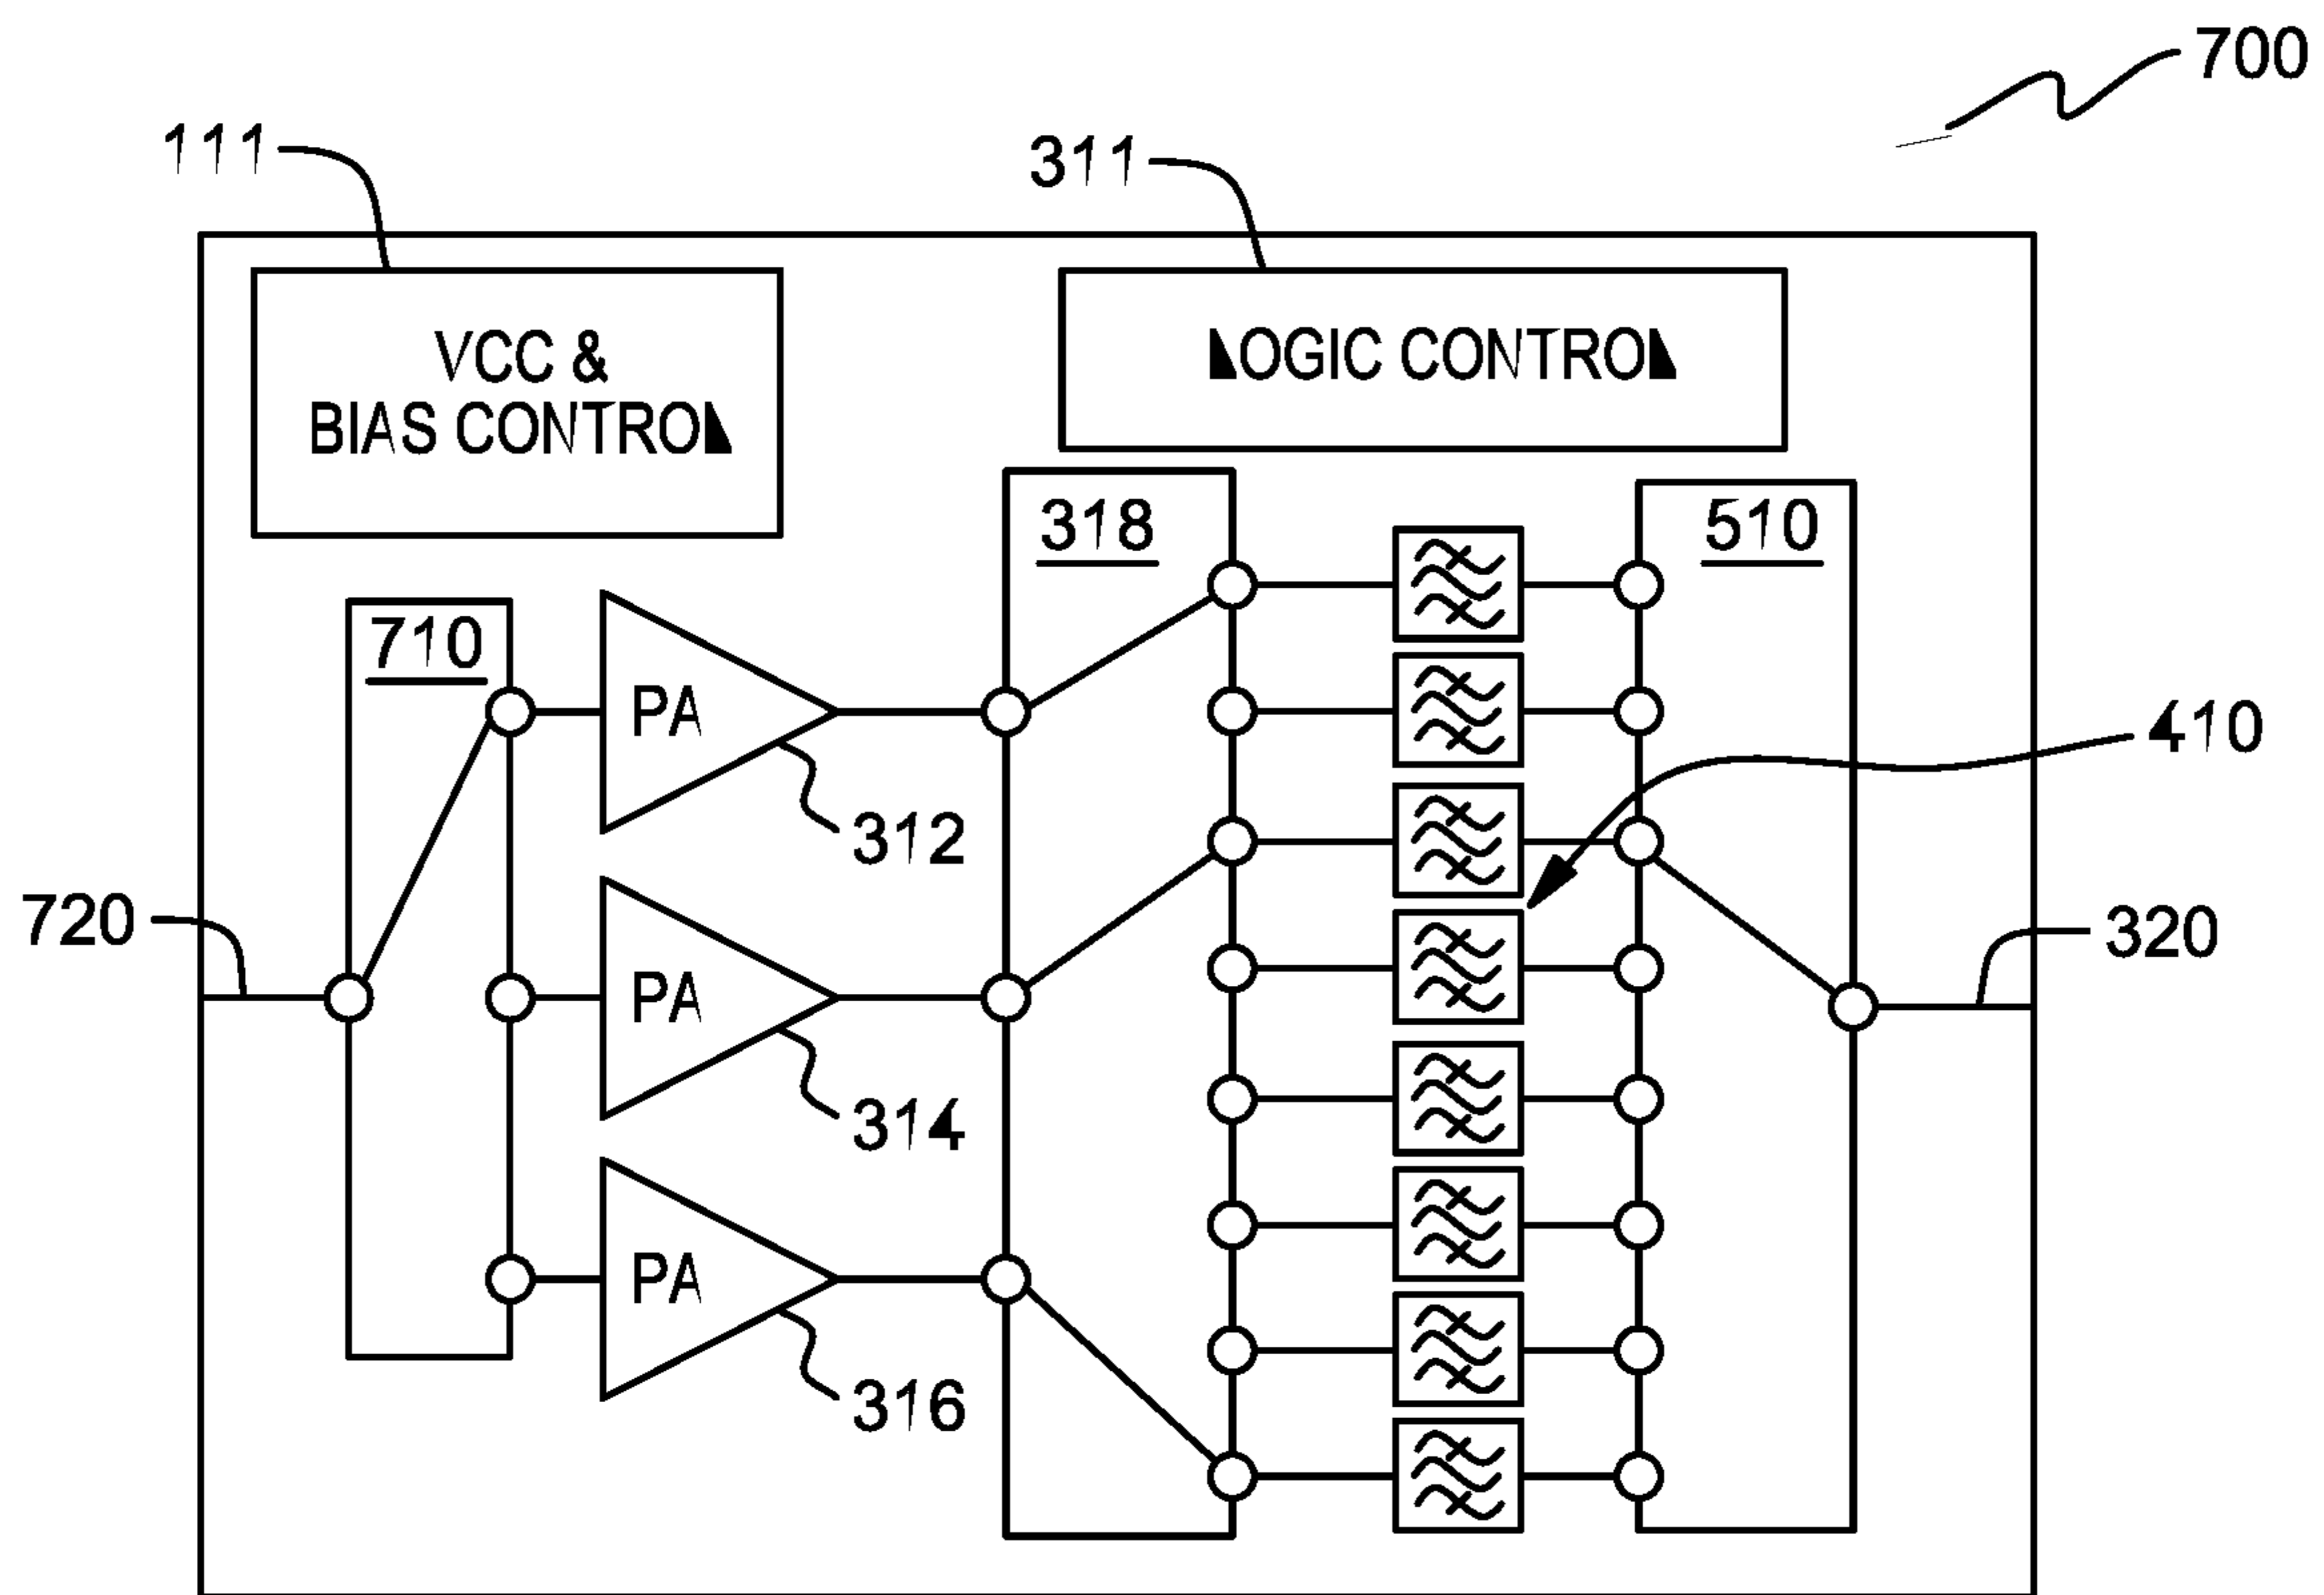 700
111
311
VCC &
BIAS CONTROL
LOGIC CONTROL
318
510
710
PA
410
312
720
PA
320
314
PA
316